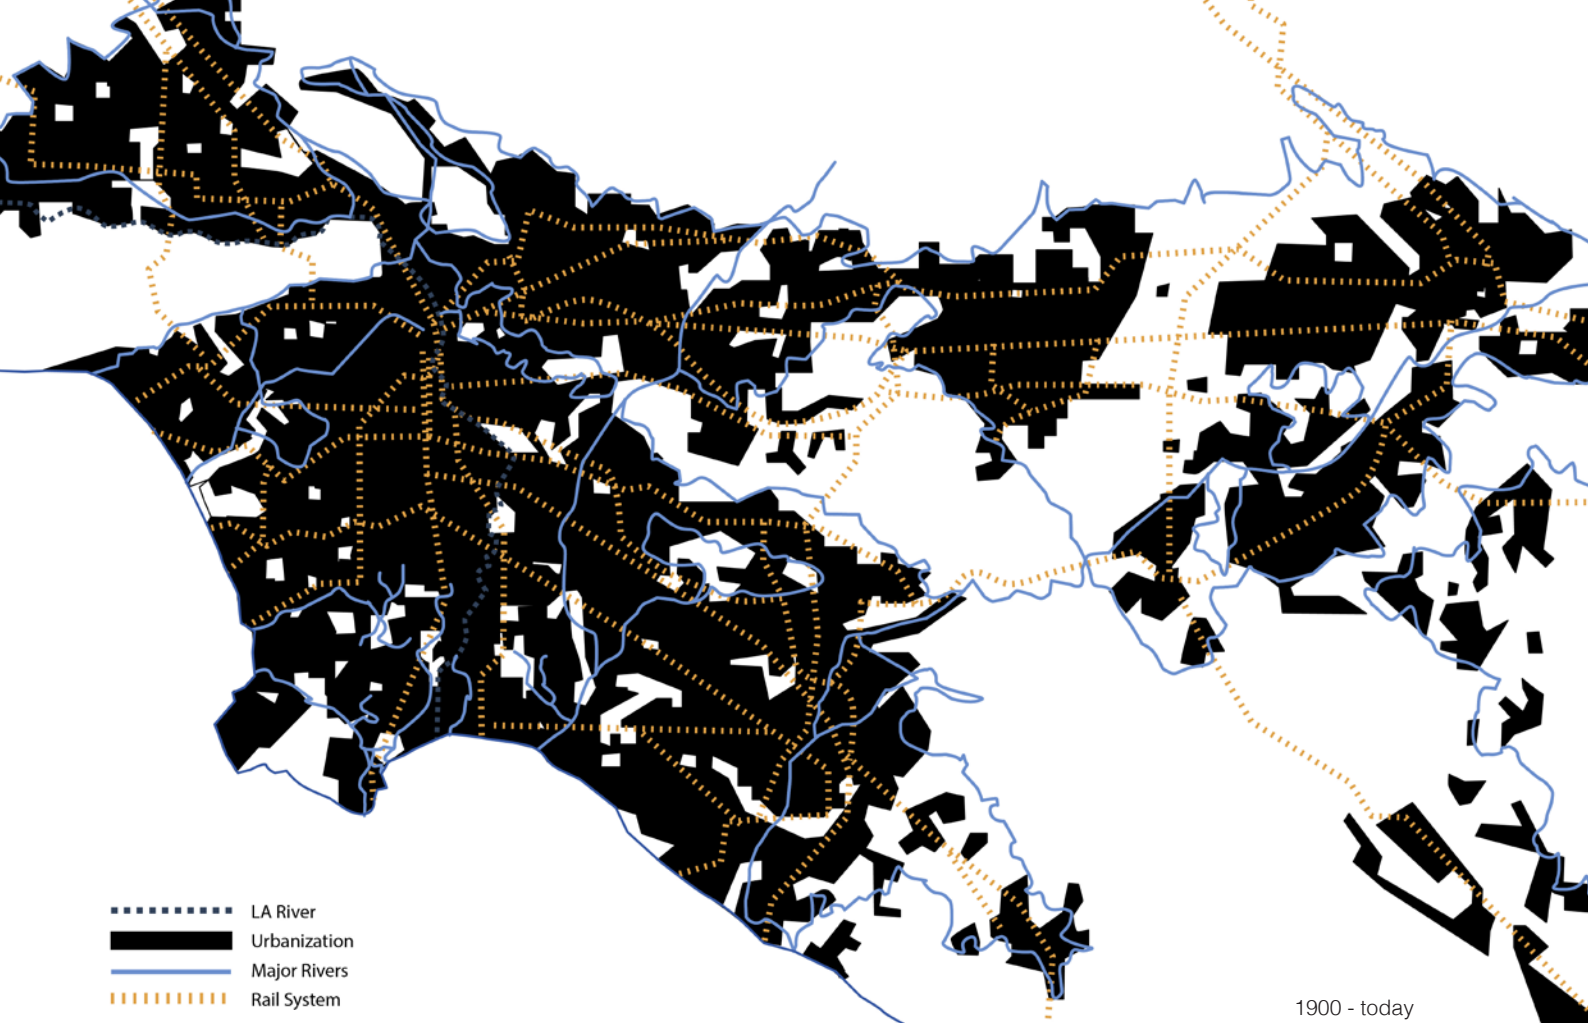 LA River
Urbanization
Major Rivers
Rail System
1900 - today